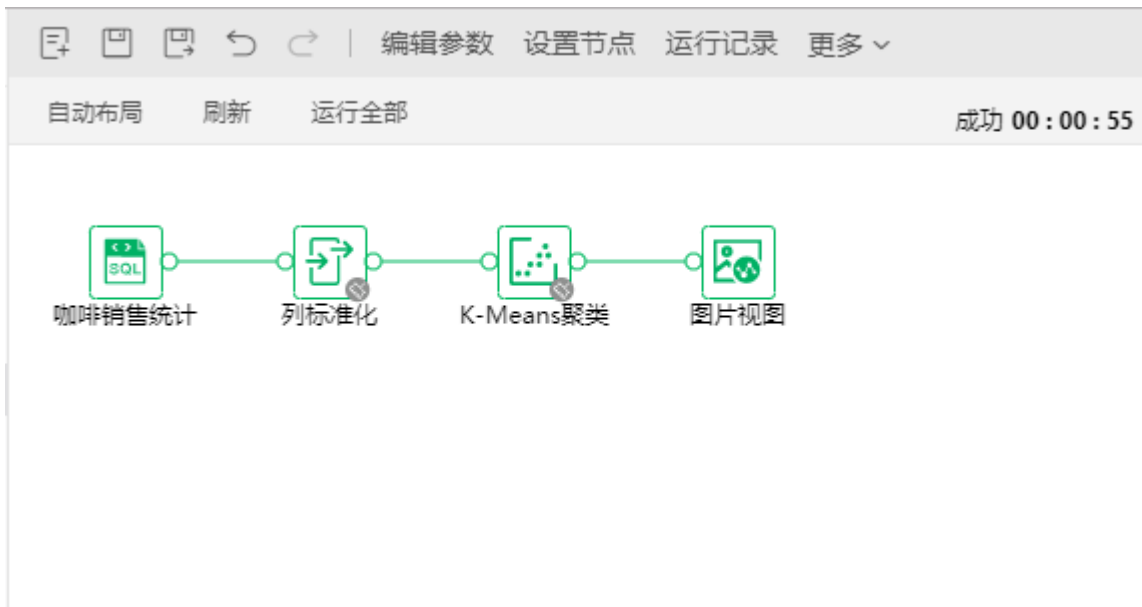 编辑参数 设置节点 运行记录 更多
自动布局 刷新 运行全部 成功 00 : 00 : 55
SQL
咖啡销售统计 列标准化 K-Means聚类 图片视图